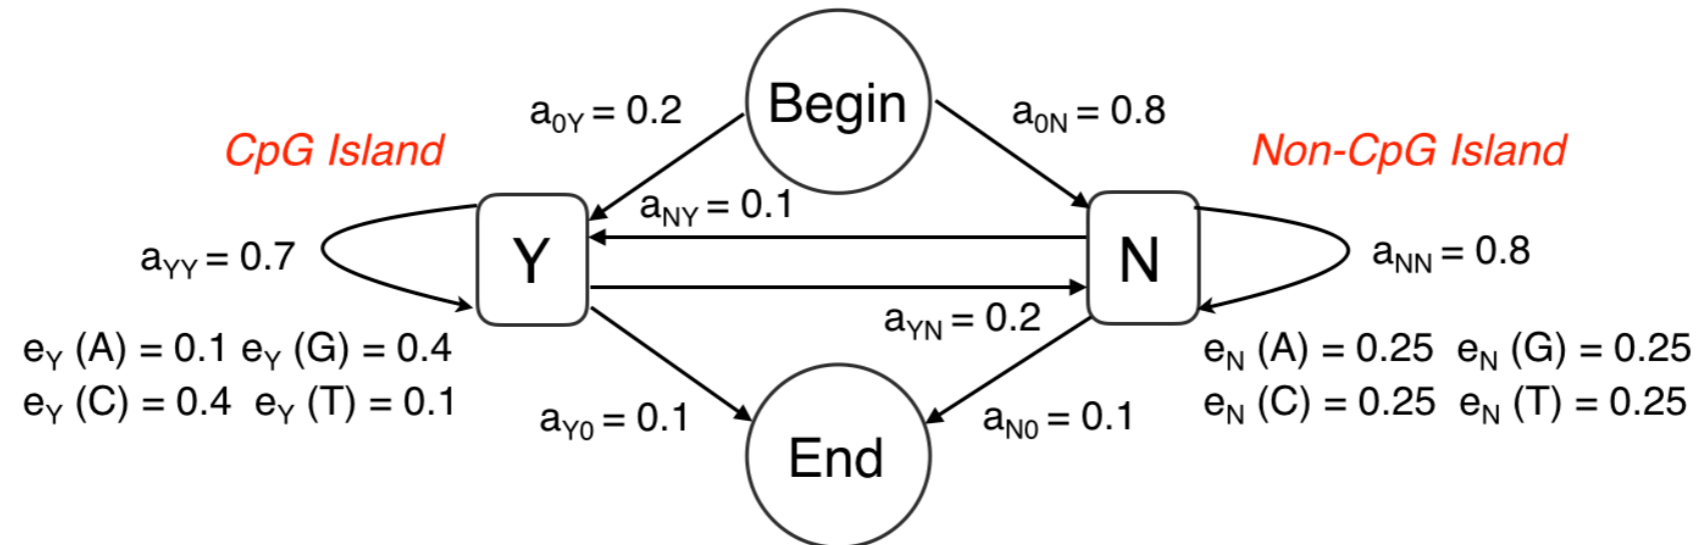 Begin
a0Y = 0.2
a0N = 0.8
CpG Island
Non-CpG Island
aNY = 0.1
Y
N
aYY = 0.7
aNN = 0.8
aYN = 0.2
eY (A) = 0.1 eY (G) = 0.4
eY (C) = 0.4 eY (T) = 0.1
eN (A) = 0.25 eN (G) = 0.25
eN (C) = 0.25 eN (T) = 0.25
aY0 = 0.1
aN0 = 0.1
End